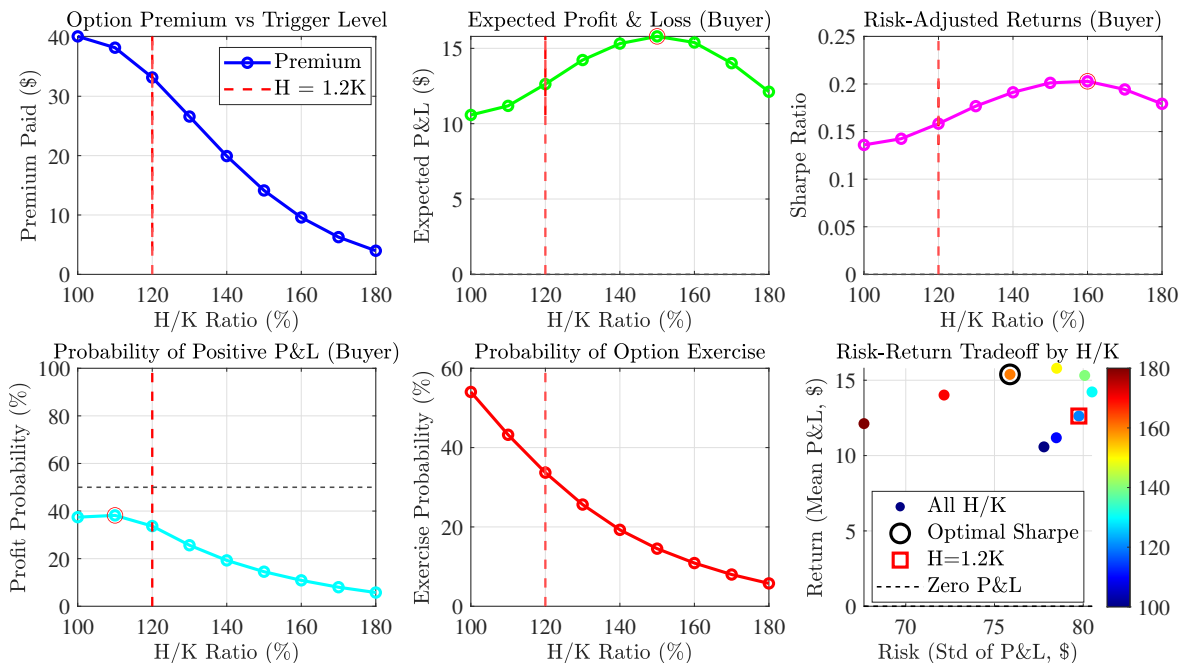 Option Premium vs Trigger Level
Premium Paid ($)
40
30
20
10
0
Premium
H = 1.2K
100 120 140 160 180
H/K Ratio (%)
Expected Profit & Loss (Buyer)
Expected P&L ($)
15
10
5
0
100 120 140 160 180
H/K Ratio (%)
Risk-Adjusted Returns (Buyer)
Sharpe Ratio
0.25
0.2
0.15
0.1
0.05
0
100 120 140 160 180
H/K Ratio (%)
Probability of Positive P&L (Buyer)
Profit Probability (%)
100
80
60
40
20
0
100 120 140 160 180
H/K Ratio (%)
Probability of Option Exercise
Exercise Probability (%)
60
40
20
0
100 120 140 160 180
H/K Ratio (%)
Risk-Return Tradeoff by H/K
Return (Mean P&L, $)
15
10
5
0
All H/K
Optimal Sharpe
H=1.2K
Zero P&L
70 75 80
Risk (Std of P&L, $)
180
160
140
120
100